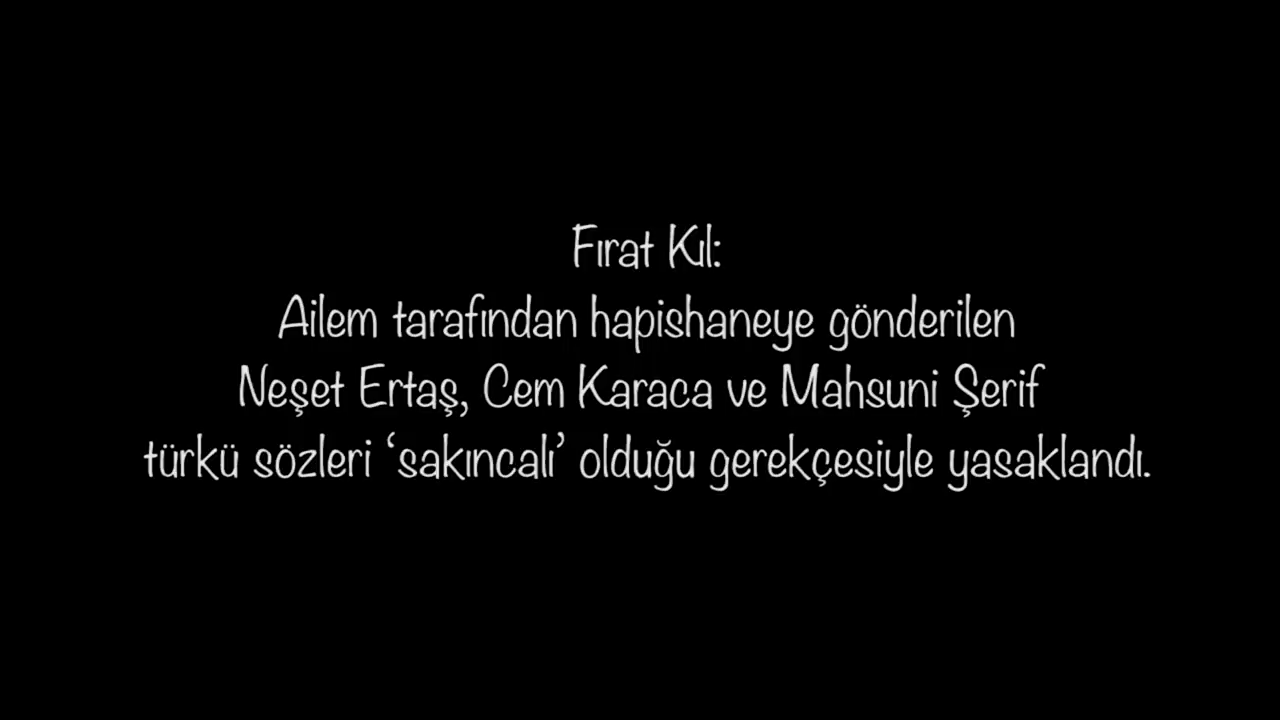 Fırat Kıl:
Ailem tarafından hapishaneye gönderilen
Neşet Ertaş, Cem Karaca ve Mahsuni Şerif
türkü sözleri ‘sakıncalı’ olduğu gerekçesiyle yasaklandı.